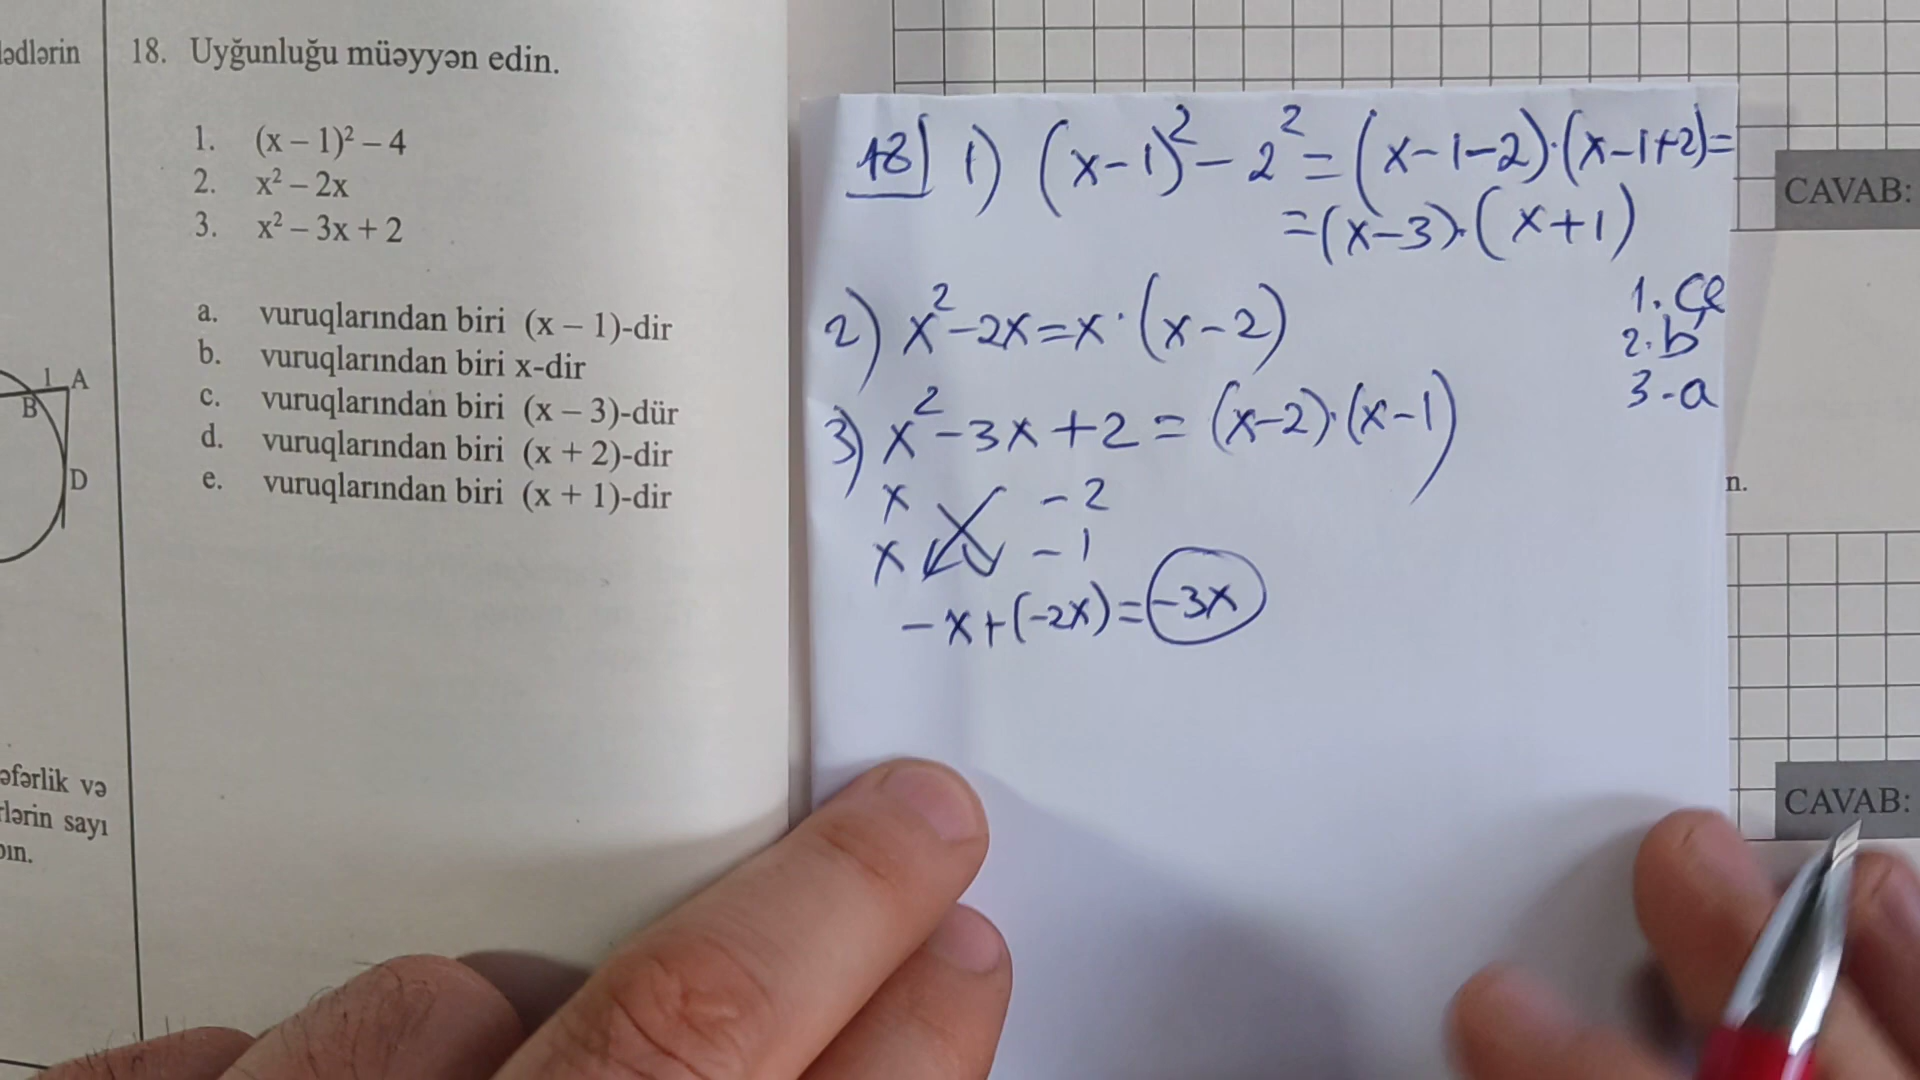 ədlərin
18. Uyğunluğu müəyyən edin.
1. (x – 1)² – 4
2. x² – 2x
3. x² – 3x + 2
a. vuruqlarından biri (x – 1)-dir
b. vuruqlarından biri x-dir
c. vuruqlarından biri (x – 3)-dür
d. vuruqlarından biri (x + 2)-dir
e. vuruqlarından biri (x + 1)-dir
1 A
B
D
əfərlik və
rlərin sayı
pın.
18) 1) (x-1)² - 2² = (x-1-2)·(x-1+2)=
=(x-3)·(x+1)
2) x²-2x=x·(x-2)
3) x²-3x+2=(x-2)·(x-1)
x -2
x -1
-x+(-2x)=-3x
1. ce
2. b
3-a
CAVAB:
n.
CAVAB: